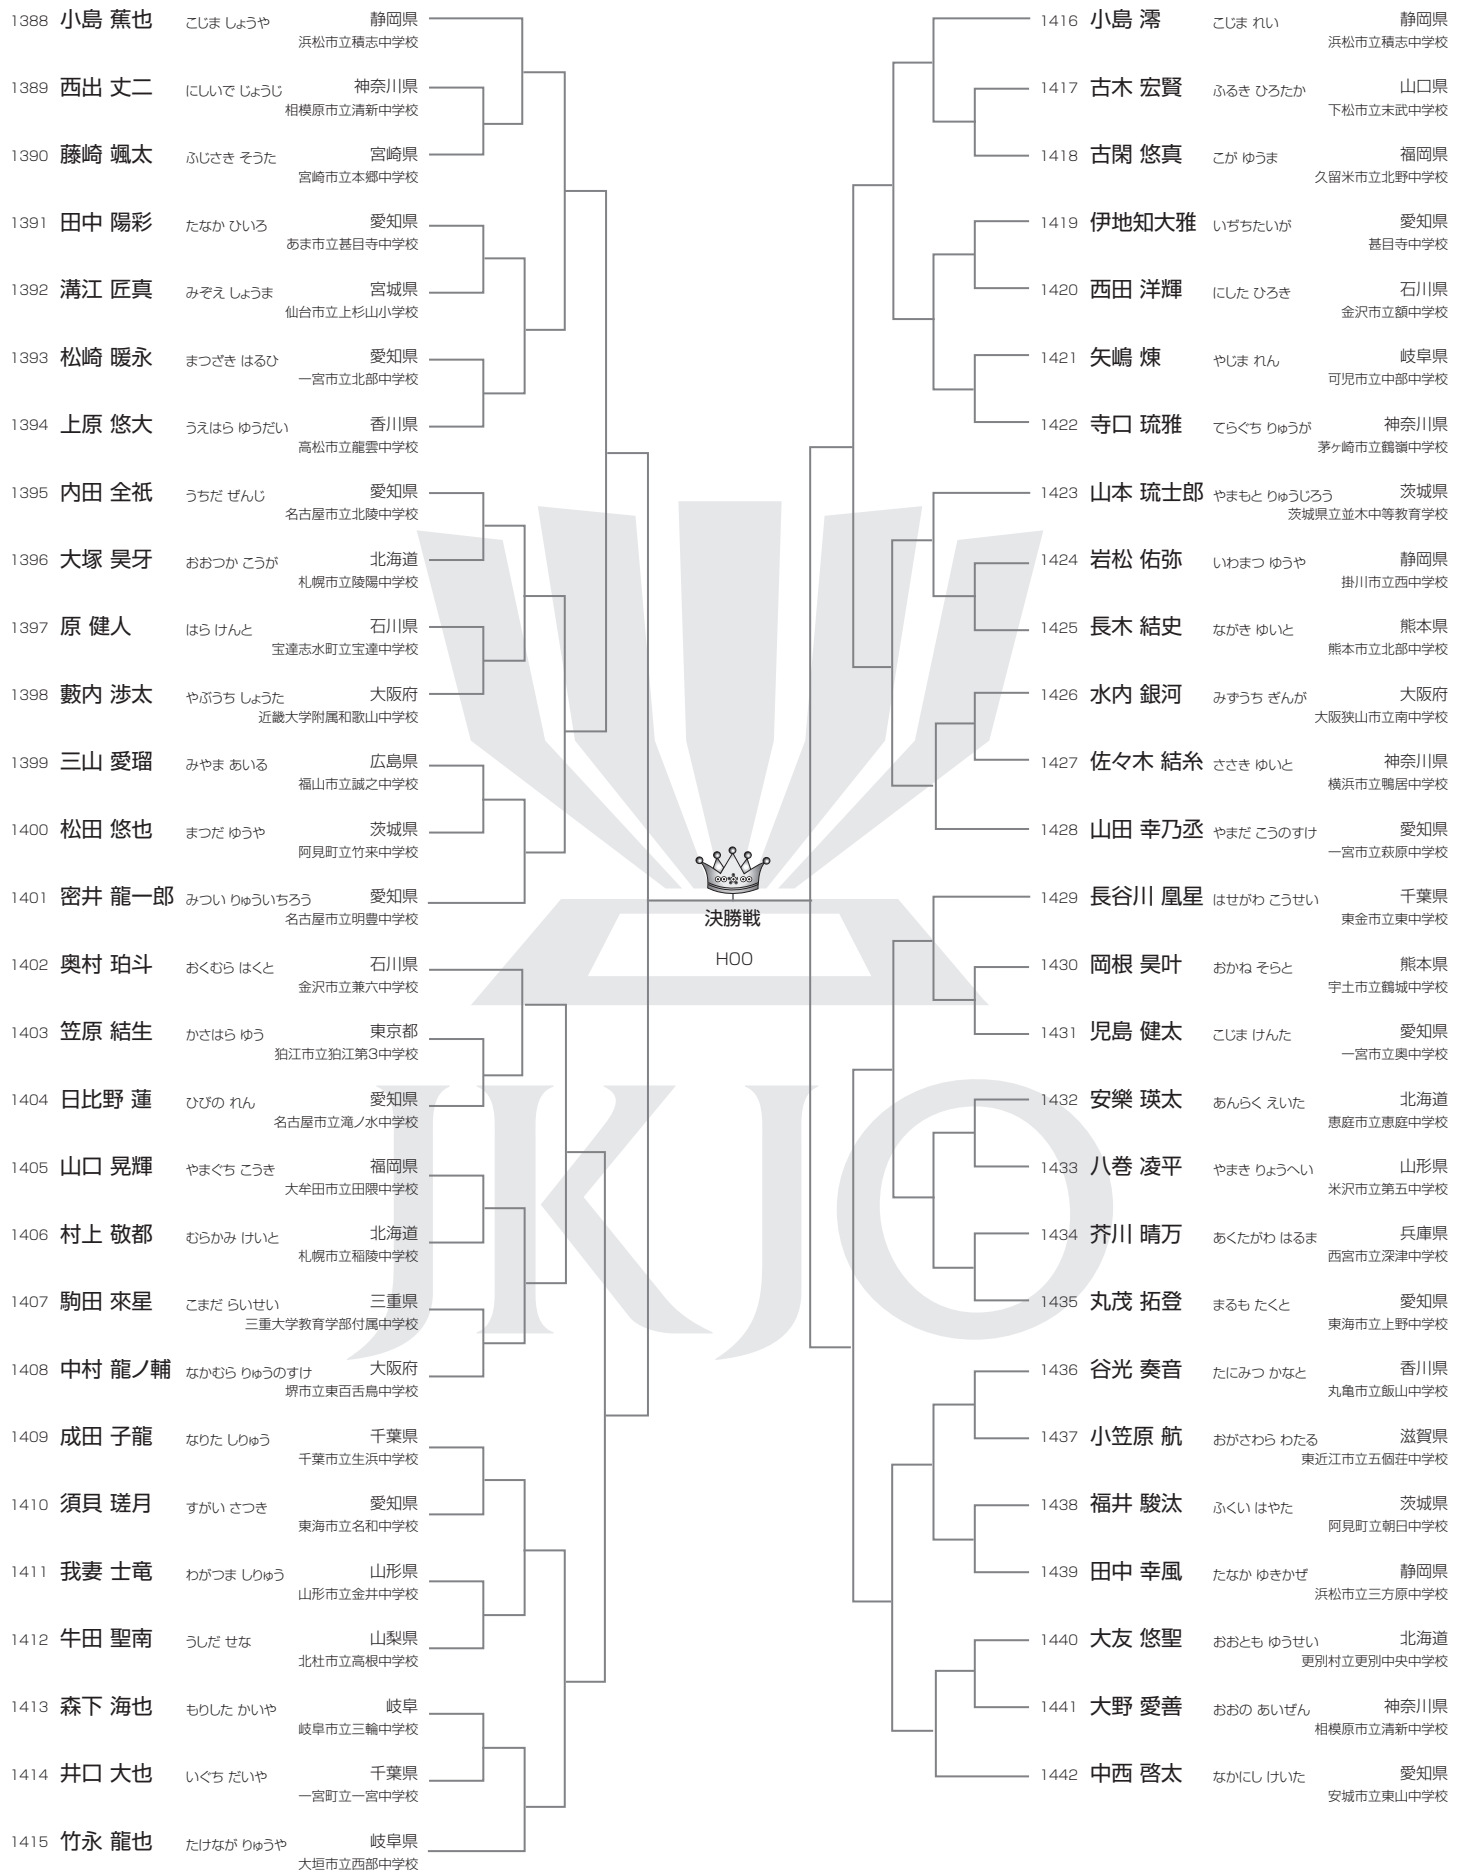 1388 小島 蕉也 こじま しょうや 静岡県
浜松市立積志中学校
1389 西出 丈二 にしいで じょうじ 神奈川県
相模原市立清新中学校
1390 藤崎 颯太 ふじさき そうた 宮崎県
宮崎市立本郷中学校
1391 田中 陽彩 たなか ひいろ 愛知県
あま市立甚目寺中学校
1392 溝江 匠真 みぞえ しょうま 宮城県
仙台市立上杉山小学校
1393 松崎 暖永 まつざき はるひ 愛知県
一宮市立北部中学校
1394 上原 悠大 うえはら ゆうだい 香川県
高松市立龍雲中学校
1395 内田 全祇 うちだ ぜんじ 愛知県
名古屋市立北陵中学校
1396 大塚 昊牙 おおつか こうが 北海道
札幌市立陵陽中学校
1397 原 健人 はら けんと 石川県
宝達志水町立宝達中学校
1398 藪内 渉太 やぶうち しょうた 大阪府
近畿大学附属和歌山中学校
1399 三山 愛瑠 みやま あいる 広島県
福山市立誠之中学校
1400 松田 悠也 まつだ ゆうや 茨城県
阿見町立竹来中学校
1401 密井 龍一郎 みつい りゅういちろう 愛知県
名古屋市立明豊中学校
1402 奥村 珀斗 おくむら はくと 石川県
金沢市立兼六中学校
1403 笠原 結生 かさはら ゆう 東京都
狛江市立狛江第3中学校
1404 日比野 蓮 ひびの れん 愛知県
名古屋市立滝ノ水中学校
1405 山口 晃輝 やまぐち こうき 福岡県
大牟田市立田隈中学校
1406 村上 敬都 むらかみ けいと 北海道
札幌市立稲陵中学校
1407 駒田 來星 こまだ らいせい 三重県
三重大学教育学部付属中学校
1408 中村 龍ノ輔 なかむら りゅうのすけ 大阪府
堺市立東百舌鳥中学校
1409 成田 子龍 なりた しりゅう 千葉県
千葉市立生浜中学校
1410 須貝 瑳月 すがい さつき 愛知県
東海市立名和中学校
1411 我妻 士竜 わがつま しりゅう 山形県
山形市立金井中学校
1412 牛田 聖南 うしだ せな 山梨県
北杜市立高根中学校
1413 森下 海也 もりした かいや 岐阜
岐阜市立三輪中学校
1414 井口 大也 いぐち だいや 千葉県
一宮町立一宮中学校
1415 竹永 龍也 たけなが りゅうや 岐阜県
大垣市立西部中学校
決勝戦
H00
JKJO
1416 小島 澪 こじま れい 静岡県
浜松市立積志中学校
1417 古木 宏賢 ふるき ひろたか 山口県
下松市立末武中学校
1418 古閑 悠真 こが ゆうま 福岡県
久留米市立北野中学校
1419 伊地知大雅 いぢちたいが 愛知県
甚目寺中学校
1420 西田 洋輝 にした ひろき 石川県
金沢市立額中学校
1421 矢嶋 煉 やじま れん 岐阜県
可児市立中部中学校
1422 寺口 琉雅 てらぐち りゅうが 神奈川県
茅ヶ崎市立鶴嶺中学校
1423 山本 琉士郎 やまもと りゅうじろう 茨城県
茨城県立並木中等教育学校
1424 岩松 佑弥 いわまつ ゆうや 静岡県
掛川市立西中学校
1425 長木 結史 ながき ゆいと 熊本県
熊本市立北部中学校
1426 水内 銀河 みずうち ぎんが 大阪府
大阪狭山市立南中学校
1427 佐々木 結糸 ささき ゆいと 神奈川県
横浜市立鴨居中学校
1428 山田 幸乃丞 やまだ こうのすけ 愛知県
一宮市立萩原中学校
1429 長谷川 凰星 はせがわ こうせい 千葉県
東金市立東中学校
1430 岡根 昊叶 おかね そらと 熊本県
宇土市立鶴城中学校
1431 児島 健太 こじま けんた 愛知県
一宮市立奥中学校
1432 安樂 瑛太 あんらく えいた 北海道
恵庭市立恵庭中学校
1433 八巻 凌平 やまき りょうへい 山形県
米沢市立第五中学校
1434 芥川 晴万 あくたがわ はるま 兵庫県
西宮市立深津中学校
1435 丸茂 拓登 まるも たくと 愛知県
東海市立上野中学校
1436 谷光 奏音 たにみつ かなと 香川県
丸亀市立飯山中学校
1437 小笠原 航 おがさわら わたる 滋賀県
東近江市立五個荘中学校
1438 福井 駿汰 ふくい はやた 茨城県
阿見町立朝日中学校
1439 田中 幸風 たなか ゆきかぜ 静岡県
浜松市立三方原中学校
1440 大友 悠聖 おおとも ゆうせい 北海道
更別村立更別中央中学校
1441 大野 愛善 おおの あいぜん 神奈川県
相模原市立清新中学校
1442 中西 啓太 なかにし けいた 愛知県
安城市立東山中学校